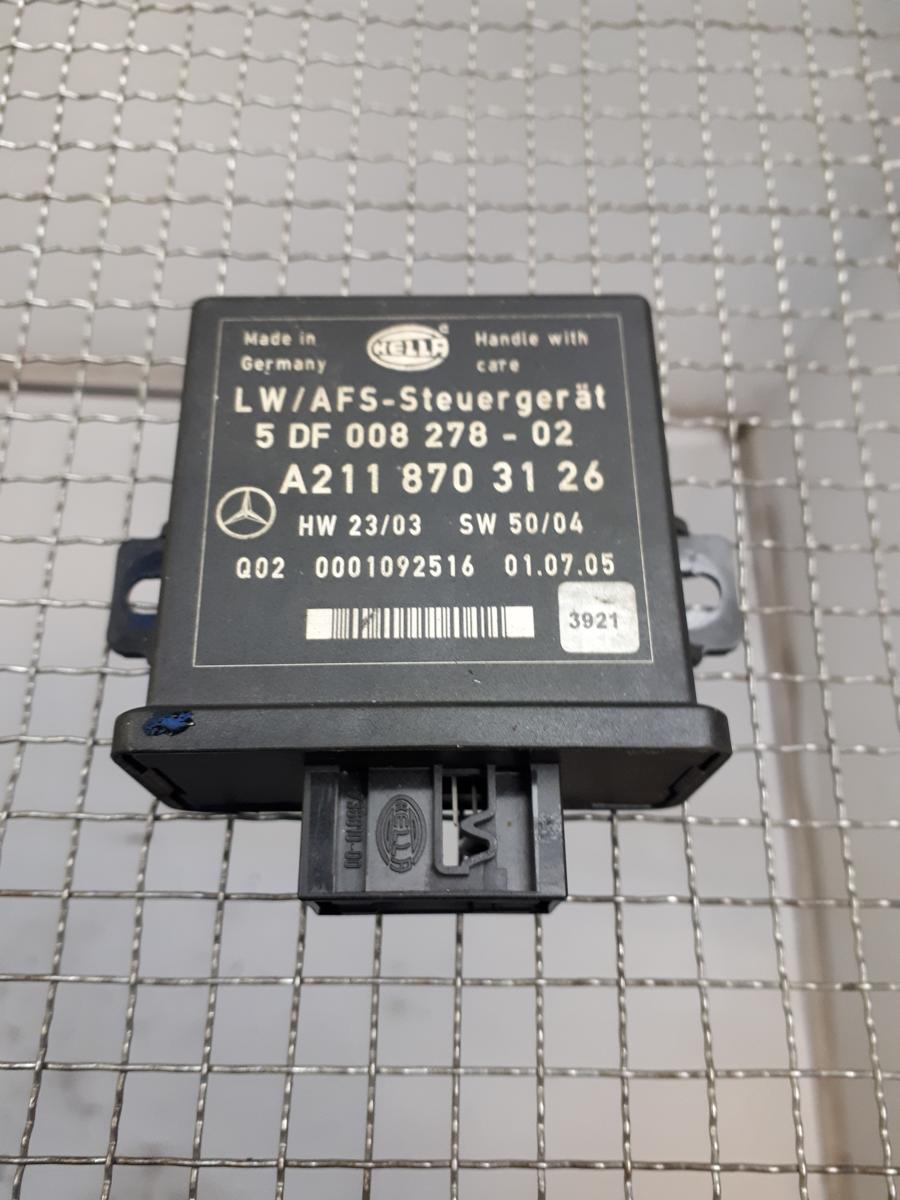 Made in
Germany
HELLA
Handle with
care
LW/AFS-Steuergerät
5 DF 008 278 - 02
A211 870 31 26
HW 23/03 SW 50/04
Q02 0001092516 01.07.05
3921
HELLA